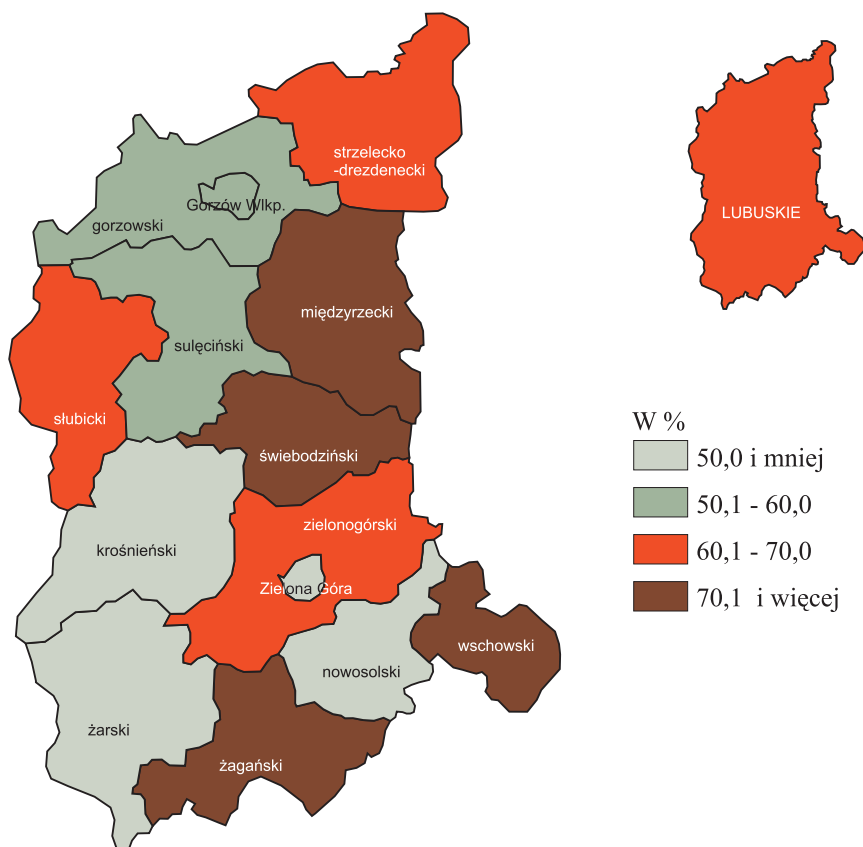 strzelecko
-drezdenecki
Gorzów Wlkp.
gorzowski
LUBUSKIE
międzyrzecki
sulęciński
słubicki
świebodziński
zielonogórski
krośnieński
Zielona Góra
wschowski
nowosolski
żarski
żagański
W %
50,0 i mniej
50,1 - 60,0
60,1 - 70,0
70,1 i więcej